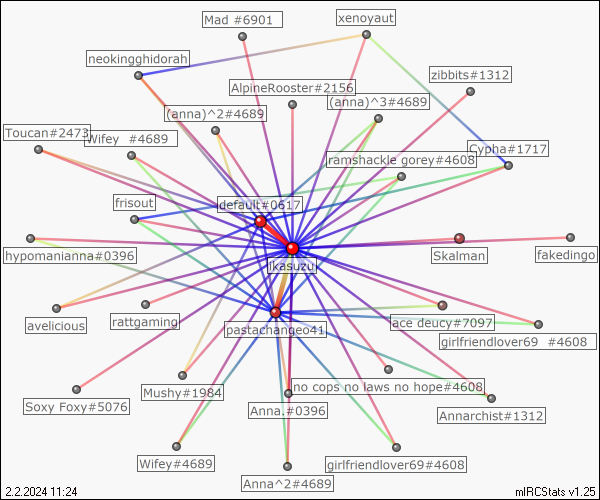 Mad #6901
xenoyaut
neokingghidorah
zibbits#1312
AlpineRooster#2156
(anna)^3#4689
(anna)^2#4689
Toucan#2473
Wifey #4689
Cypha#1717
ramshackle gorey#4608
frisout
default#0617
hypomanianna#0396
Skalman
fakedingo
ikasuzu
avelicious
rattgaming
pastachangeo41
ace deucy#7097
girlfriendlover69 #4608
Mushy#1984
no cops no laws no hope#4608
Soxy Foxy#5076
Anna.#0396
Annarchist#1312
Wifey#4689
girlfriendlover69#4608
Anna^2#4689
2.2.2024 11:24
mIRCStats v1.25